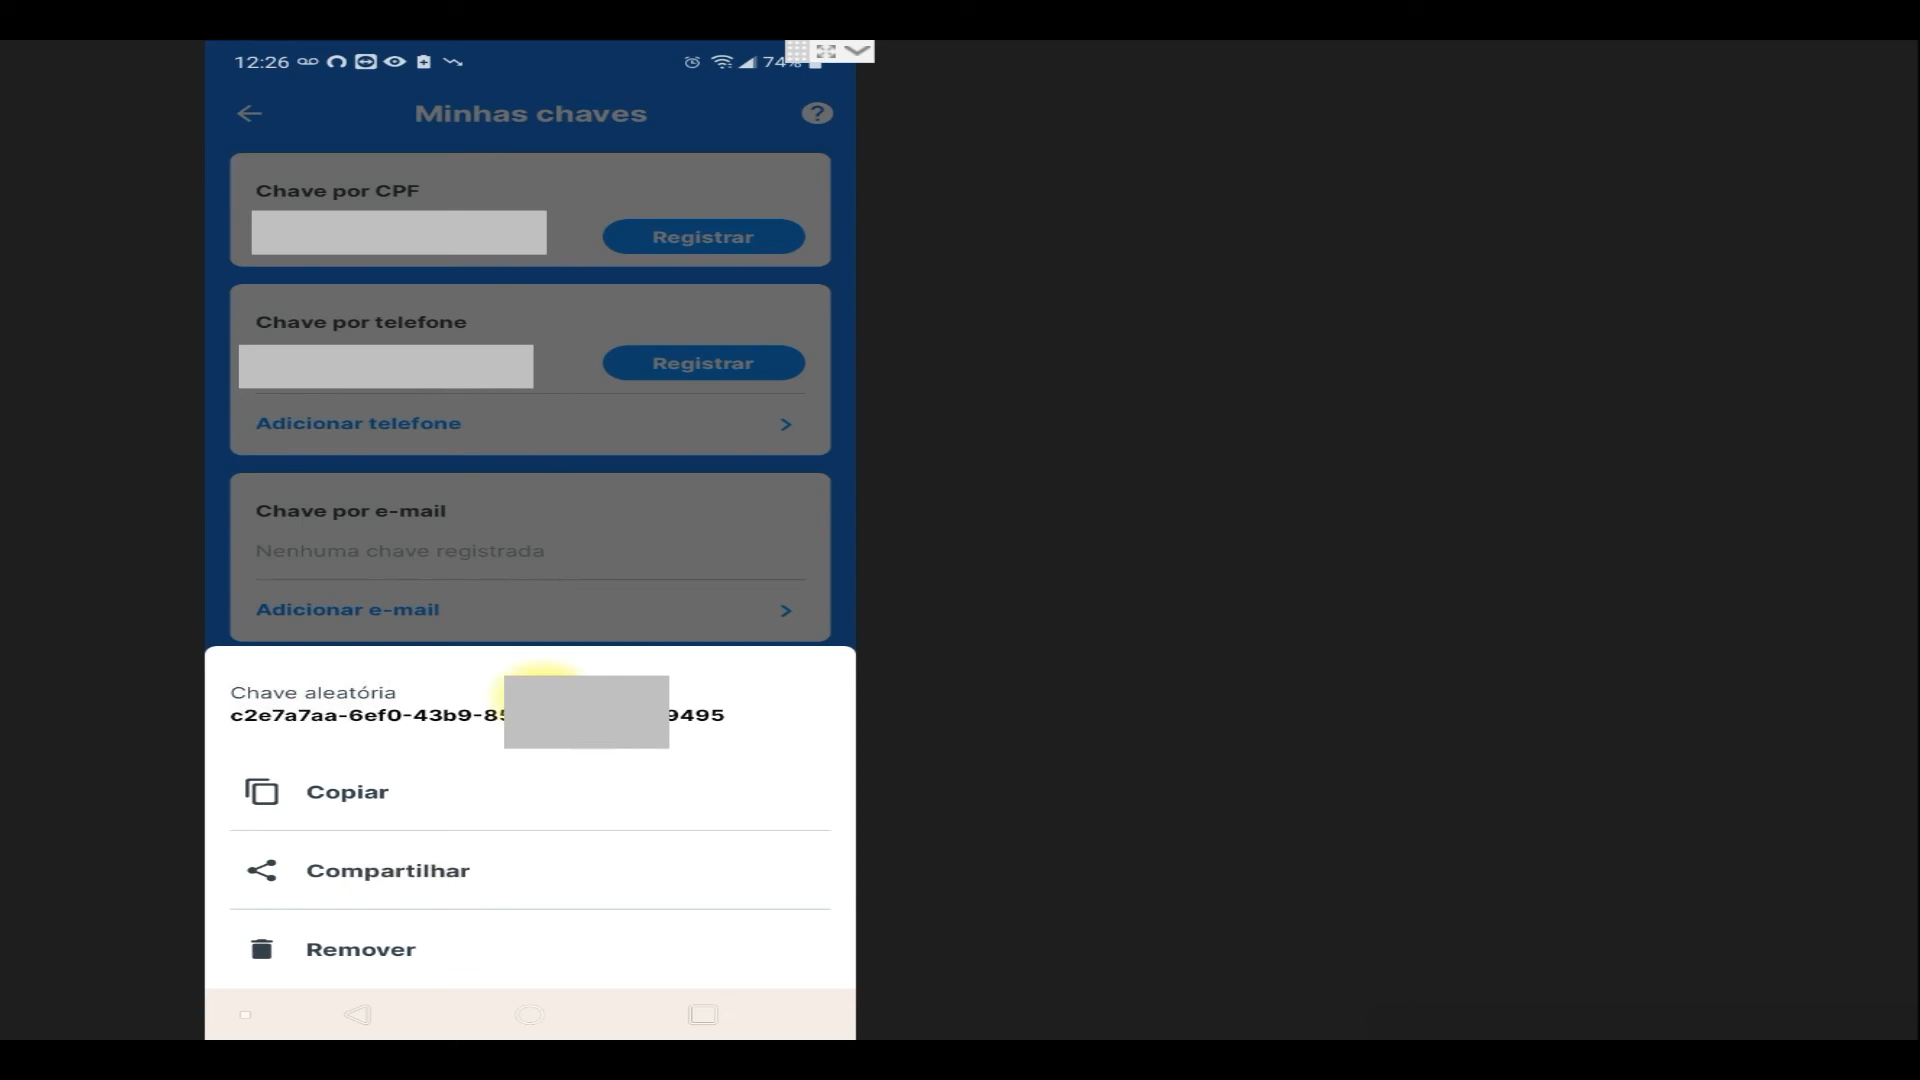 12:26
74%
Minhas chaves
?
Chave por CPF
Registrar
Chave por telefone
Registrar
Adicionar telefone
Chave por e-mail
Nenhuma chave registrada
Adicionar e-mail
Chave aleatória
c2e7a7aa-6ef0-43b9-8 9495
Copiar
Compartilhar
Remover